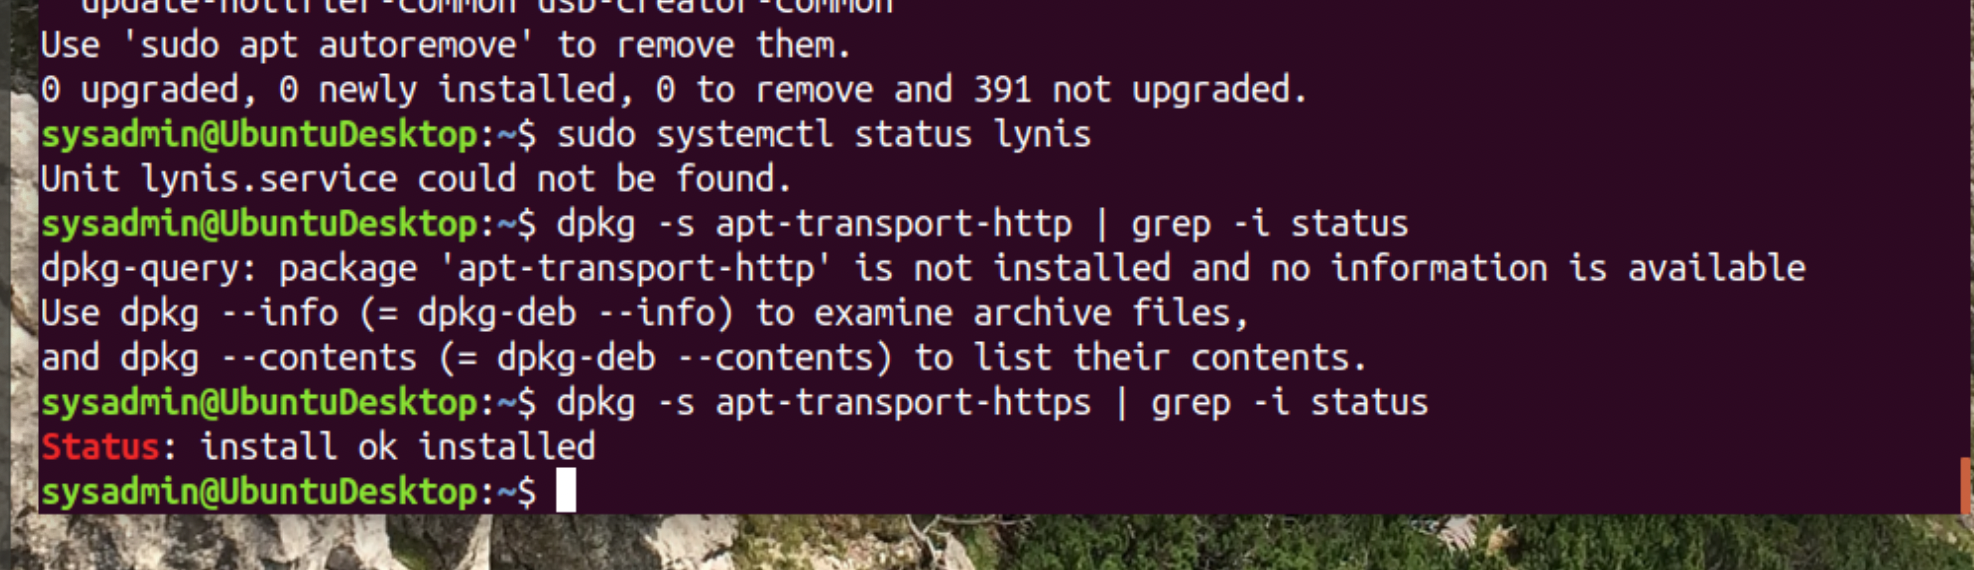 update-notifier-common usb-creator-common
Use 'sudo apt autoremove' to remove them.
0 upgraded, 0 newly installed, 0 to remove and 391 not upgraded.
sysadmin@UbuntuDesktop:~$ sudo systemctl status lynis
Unit lynis.service could not be found.
sysadmin@UbuntuDesktop:~$ dpkg -s apt-transport-http | grep -i status
dpkg-query: package 'apt-transport-http' is not installed and no information is available
Use dpkg --info (= dpkg-deb --info) to examine archive files,
and dpkg --contents (= dpkg-deb --contents) to list their contents.
sysadmin@UbuntuDesktop:~$ dpkg -s apt-transport-https | grep -i status
Status: install ok installed
sysadmin@UbuntuDesktop:~$